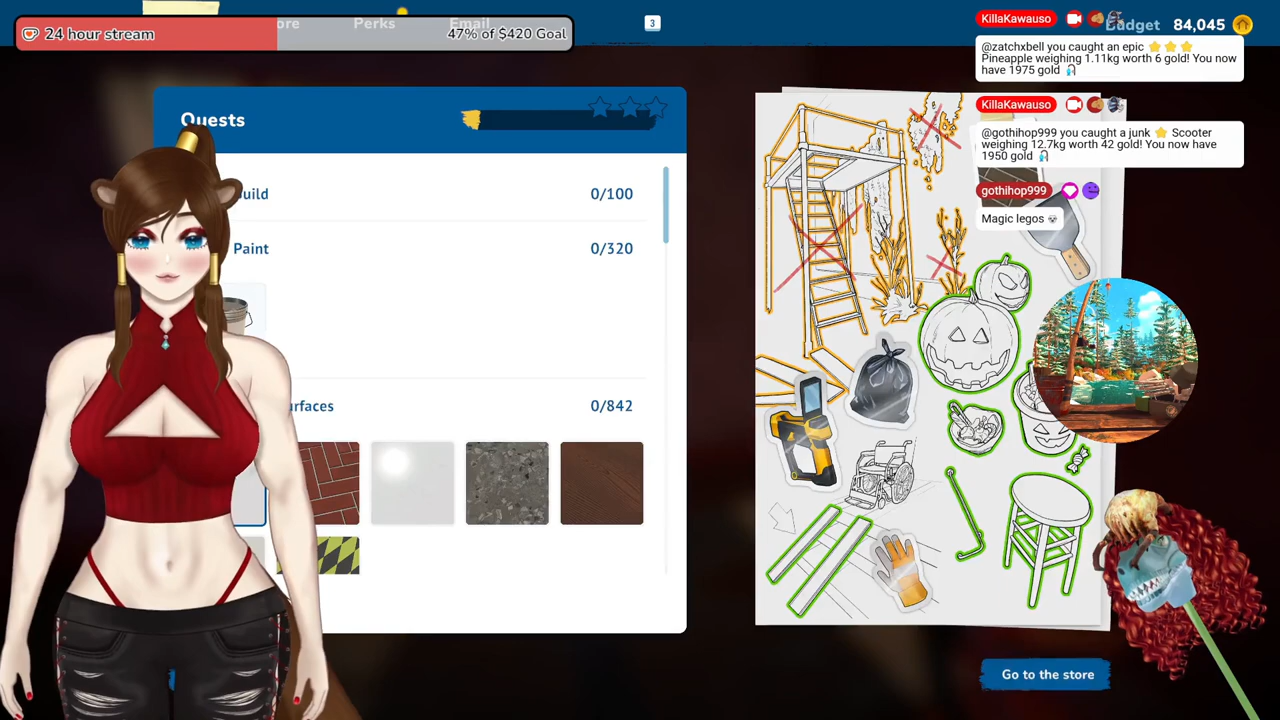 24 hour stream
47% of $420 Goal
Perks
Email
3
Budget
84,045
KillaKawauso
@zatchxbell you caught an epic ⭐ ⭐ ⭐
Pineapple weighing 1.11kg worth 6 gold! You now
have 1975 gold 🎣
KillaKawauso
@gothihop999 you caught a junk ⭐ Scooter
weighing 12.7kg worth 42 gold! You now have
1950 gold 🎣
gothihop999
Magic legos 💀
Quests
0/100
Paint
0/320
0/842
Go to the store